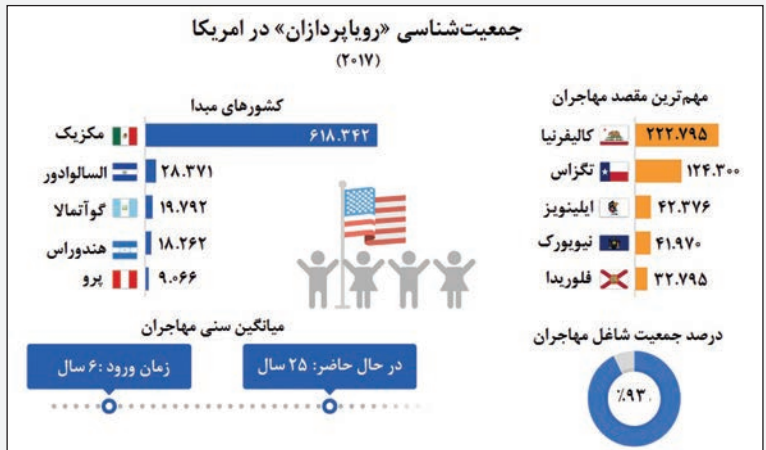 جمعیت‌شناسی «رویاپردازان» در امریکا
(۲۰۱۷)
مهم‌ترین مقصد مهاجران
کالیفرنیا ۲۲۲.۷۹۵
تگزاس ۱۲۴.۳۰۰
ایلینویز ۴۲.۳۷۶
نیویورک ۴۱.۹۷۰
فلوریدا ۳۲.۷۹۵
کشورهای مبدا
مکزیک ۶۱۸.۳۴۲
السالوادور ۲۸.۳۷۱
گوآتمالا ۱۹.۷۹۲
هندوراس ۱۸.۲۶۲
پرو ۹.۰۶۶
درصد جمعیت شاغل مهاجران
٪۹۳
میانگین سنی مهاجران
در حال حاضر: ۲۵ سال
زمان ورود :۶ سال